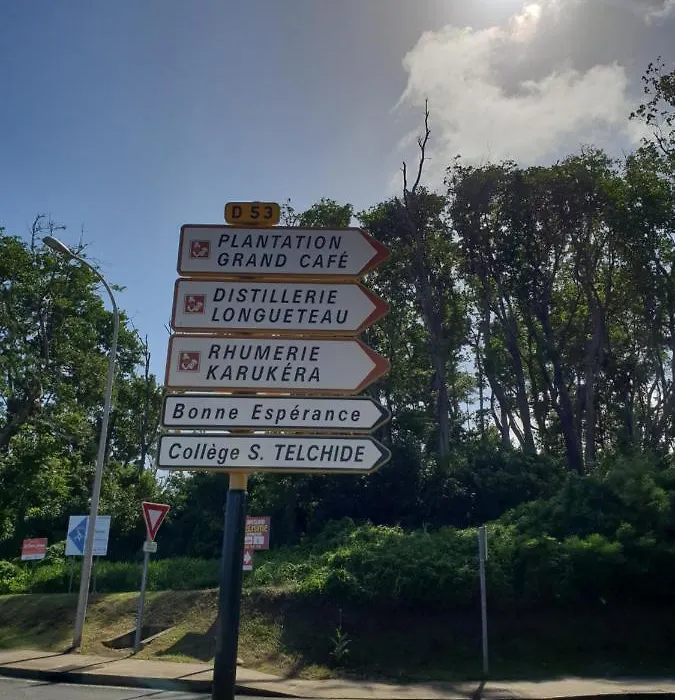 D 53
PLANTATION
GRAND CAFÉ
DISTILLERIE
LONGUETEAU
RHUMERIE
KARUKÉRA
Bonne Espérance
Collège S. TELCHIDE